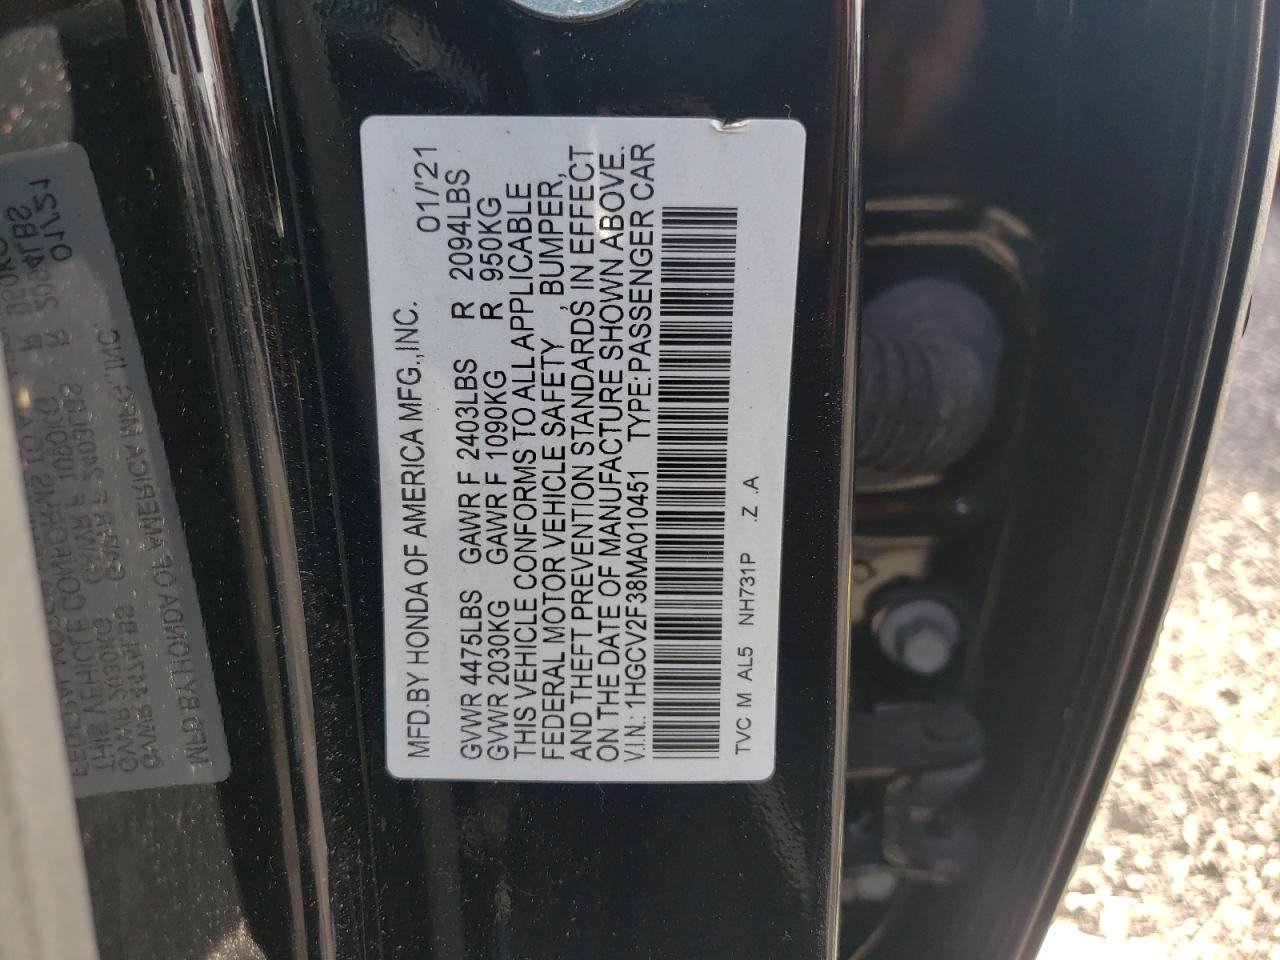 MFD.BY HONDA OF AMERICA MFG.,INC. 01/'21
GVWR 4475LBS GAWR F 2403LBS R 2094LBS
GVWR 2030KG GAWR F 1090KG R 950KG
THIS VEHICLE CONFORMS TO ALL APPLICABLE
FEDERAL MOTOR VEHICLE SAFETY , BUMPER,
AND THEFT PREVENTION STANDARDS, IN EFFECT
ON THE DATE OF MANUFACTURE SHOWN ABOVE.
V.I.N.: 1HGCV2F38MA010451 TYPE:PASSENGER CAR
TVC M AL5 NH731P .Z .A